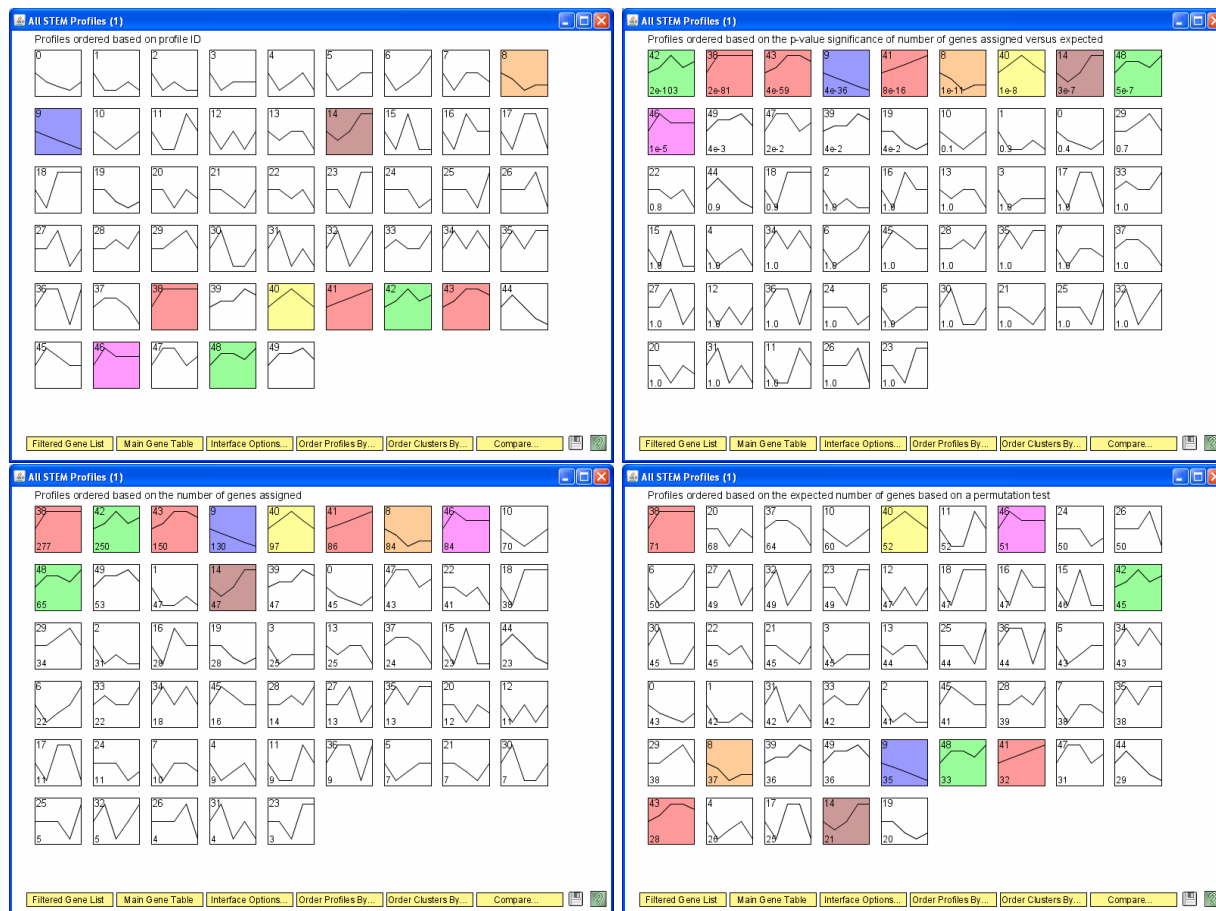 All STEM Profiles (1)
Profiles ordered based on profile ID
0 1 2 3 4 5 6 7 8
9 10 11 12 13 14 15 16 17
18 19 20 21 22 23 24 25 26
27 28 29 30 31 32 33 34 35
36 37 38 39 40 41 42 43 44
45 46 47 48 49
Filtered Gene List Main Gene Table Interface Options... Order Profiles By... Order Clusters By... Compare...
All STEM Profiles (1)
Profiles ordered based on the p-value significance of number of genes assigned versus expected
42 38 43 9 41 8 40 14 48
2e-103 2e-81 4e-59 4e-36 8e-16 1e-11 1e-8 3e-7 5e-7
46 49 47 39 19 10 1 0 29
1e-5 4e-3 2e-2 4e-2 4e-2 0.1 0.3 0.4 0.7
22 44 18 2 16 13 3 17 33
0.8 0.9 0.9 1.0 1.0 1.0 1.0 1.0 1.0
15 4 34 6 45 28 35 7 37
1.0 1.0 1.0 1.0 1.0 1.0 1.0 1.0 1.0
27 12 36 24 5 30 21 25 32
1.0 1.0 1.0 1.0 1.0 1.0 1.0 1.0 1.0
20 31 11 26 23
1.0 1.0 1.0 1.0 1.0
Filtered Gene List Main Gene Table Interface Options... Order Profiles By... Order Clusters By... Compare...
All STEM Profiles (1)
Profiles ordered based on the number of genes assigned
38 42 43 9 40 41 8 46 10
277 250 150 130 97 86 84 84 70
48 49 1 14 39 0 47 22 18
65 53 47 47 47 45 43 41 38
29 2 16 19 3 13 37 15 44
34 31 28 28 25 25 24 23 23
6 33 34 45 28 27 35 20 12
22 22 18 16 14 13 13 12 11
17 24 7 4 11 36 5 21 30
11 11 10 9 9 9 7 7 7
25 32 26 31 23
5 5 4 4 3
Filtered Gene List Main Gene Table Interface Options... Order Profiles By... Order Clusters By... Compare...
All STEM Profiles (1)
Profiles ordered based on the expected number of genes based on a permutation test
38 20 37 10 40 11 46 24 26
71 68 64 60 52 52 51 50 50
6 27 32 23 12 18 16 15 42
50 49 49 49 47 47 47 46 45
30 22 21 3 13 25 36 5 34
45 45 45 45 44 44 44 43 43
0 1 31 33 2 45 28 7 35
43 42 42 42 41 41 39 38 38
29 8 39 49 9 48 41 47 44
38 37 36 36 35 33 32 31 29
43 4 17 14 19
28 26 25 21 20
Filtered Gene List Main Gene Table Interface Options... Order Profiles By... Order Clusters By... Compare...